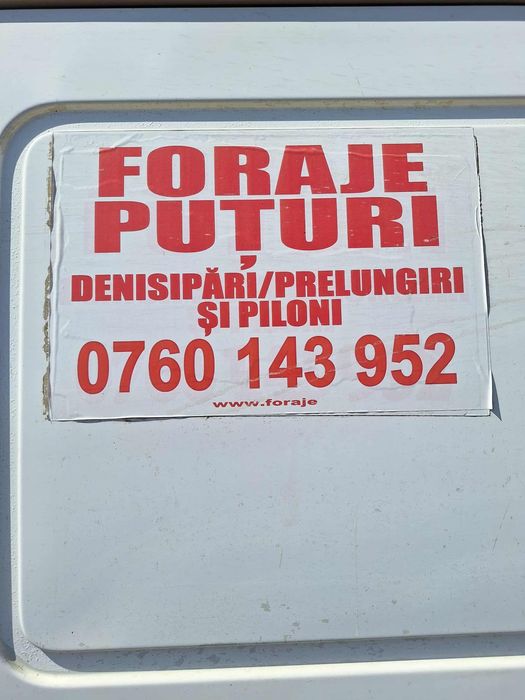 FORAJE
PUȚURI
DENISIPĂRI/PRELUNGIRI
ȘI PILONI
0760 143 952
www.foraje